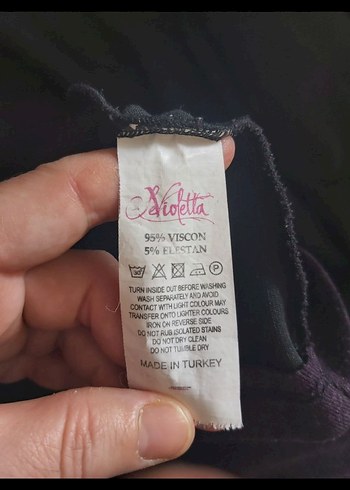 Violetta
95% VISCON
5% ELESTAN
P
TURN INSIDE OUT BEFORE WASHING
WASH SEPARATELY AND AVOID
CONTACT WITH LIGHT COLOUR MAY
TRANSFER ONTO LIGHTER COLOURS
IRON ON REVERSE SIDE
DO NOT RUB ISOLATED STAINS
DO NOT DRY CLEAN
DO NOT TUMBLE DRY
MADE IN TURKEY